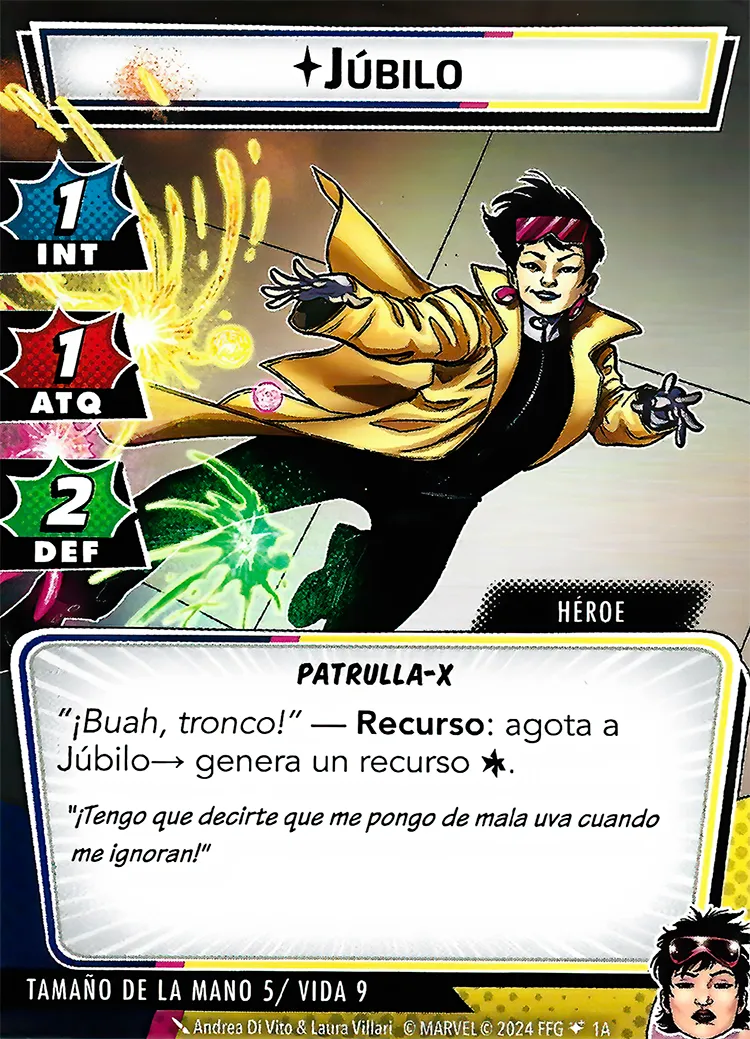 JÚBILO
1
INT
1
ATQ
2
DEF
HÉROE
PATRULLA-X
"¡Buah, tronco!" — Recurso: agota a
Júbilo→ genera un recurso ★.
"¡Tengo que decirte que me pongo de mala uva cuando
me ignoran!"
TAMAÑO DE LA MANO 5/ VIDA 9
Andrea Di Vito & Laura Villari © MARVEL © 2024 FFG 1A